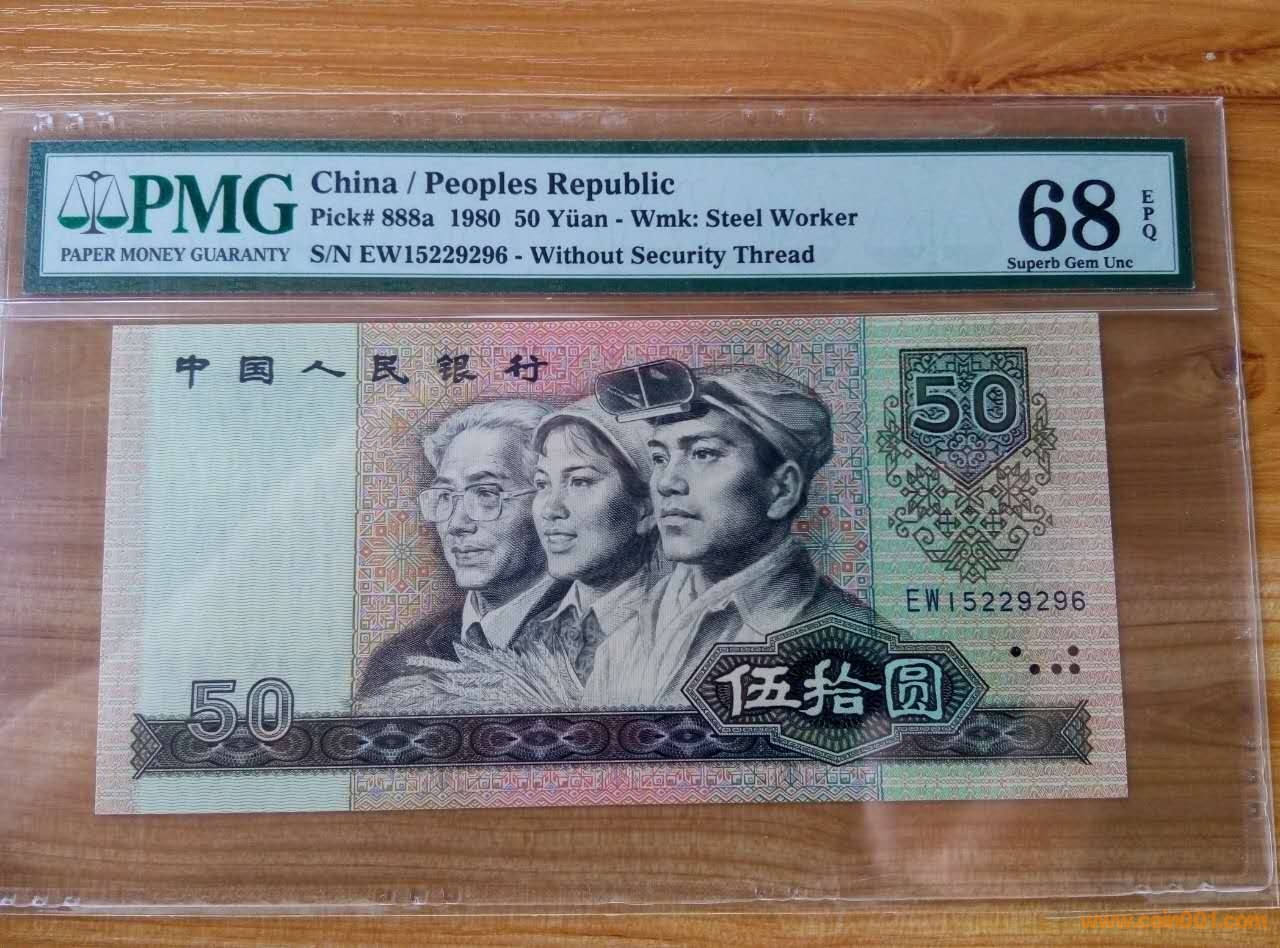 PMG
PAPER MONEY GUARANTY
China / Peoples Republic
Pick# 888a 1980 50 Yüan - Wmk: Steel Worker
S/N EW15229296 - Without Security Thread
68
EPQ
Superb Gem Unc
中国人民银行
50
EW15229296
50
伍拾圆